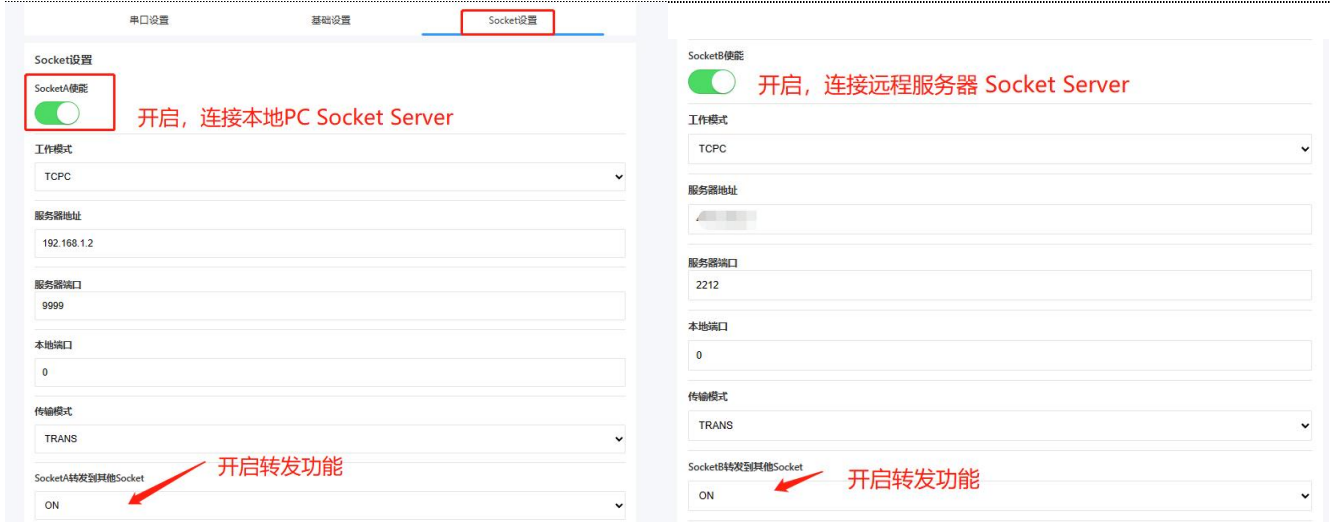 串口设置
基础设置
Socket设置
Socket设置
SocketA使能
开启，连接本地PC Socket Server
工作模式
TCPC
服务器地址
192.168.1.2
服务器端口
9999
本地端口
0
传输模式
TRANS
SocketA转发到其他Socket
开启转发功能
ON
SocketB使能
开启，连接远程服务器 Socket Server
工作模式
TCPC
服务器地址
服务器端口
2212
本地端口
0
传输模式
TRANS
SocketB转发到其他Socket
开启转发功能
ON